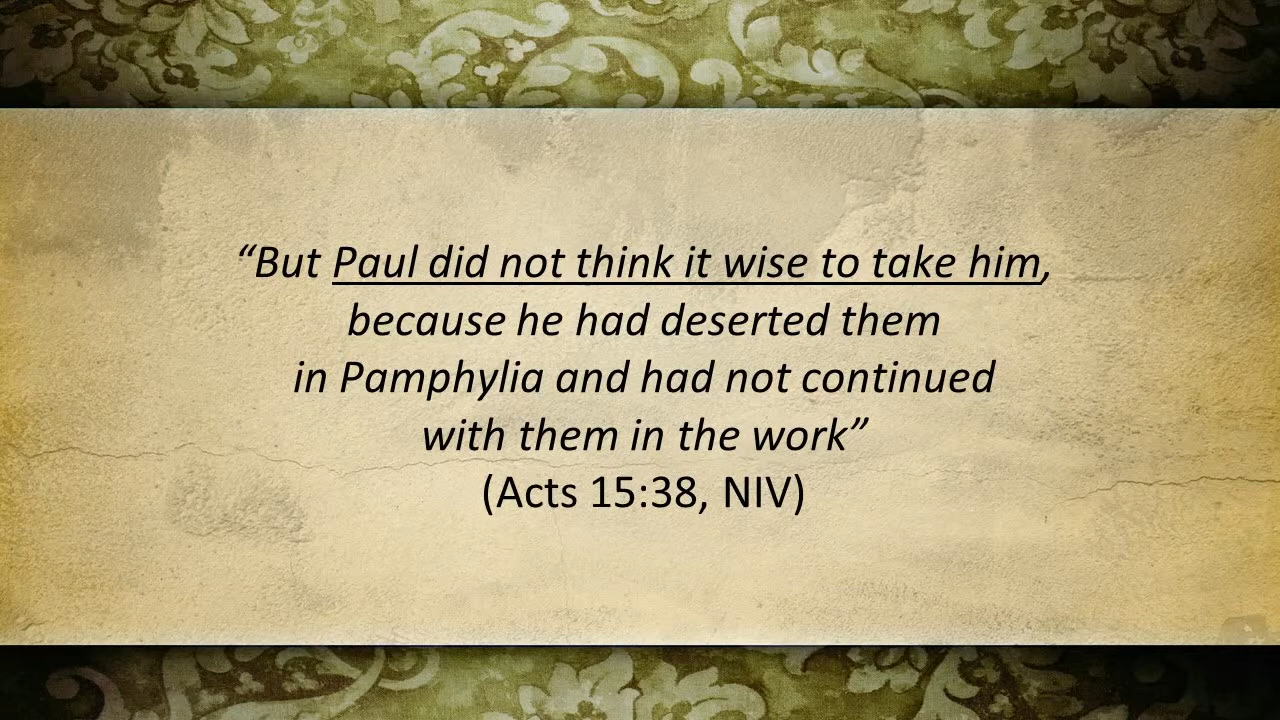 “But Paul did not think it wise to take him,
because he had deserted them
in Pamphylia and had not continued
with them in the work”
(Acts 15:38, NIV)